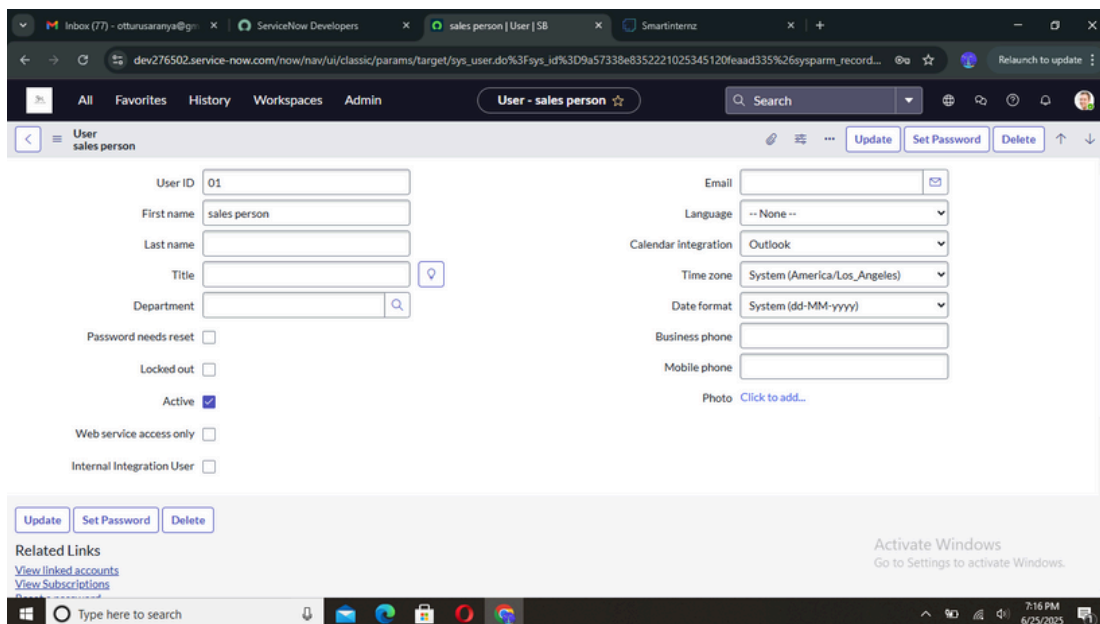 Inbox (77) - otturusaranya@gm
ServiceNow Developers
sales person | User | SB
Smartinternz
dev276502.service-now.com/now/nav/ui/classic/params/target/sys_user.do%3Fsys_id%3D9a57338e8352221025345120feaad335%26sysparm_record...
Relaunch to update
All Favorites History Workspaces Admin
User - sales person
Search
User
sales person
Update Set Password Delete
User ID 01
First name sales person
Last name
Title
Department
Password needs reset
Locked out
Active
Web service access only
Internal Integration User
Email
Language -- None --
Calendar integration Outlook
Time zone System (America/Los_Angeles)
Date format System (dd-MM-yyyy)
Business phone
Mobile phone
Photo Click to add...
Update Set Password Delete
Related Links
View linked accounts
View Subscriptions
Activate Windows
Go to Settings to activate Windows.
Type here to search
7:16 PM
6/25/2025